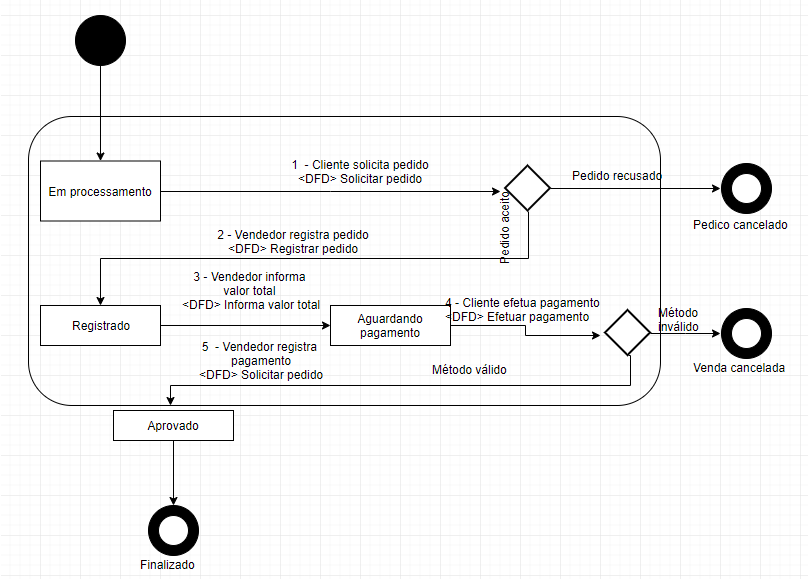 1  - Cliente solicita pedido
<DFD> Solicitar pedido
Em processamento
Pedido recusado
Pedico cancelado
Pedido aceito
2 - Vendedor registra pedido
<DFD> Registrar pedido
3 - Vendedor informa
valor total
<DFD> Informa valor total
Registrado
Aguardando
pagamento
4 - Cliente efetua pagamento
<DFD> Efetuar pagamento
Método
inválido
Venda cancelada
5  - Vendedor registra
pagamento
<DFD> Solicitar pedido
Método válido
Aprovado
Finalizado